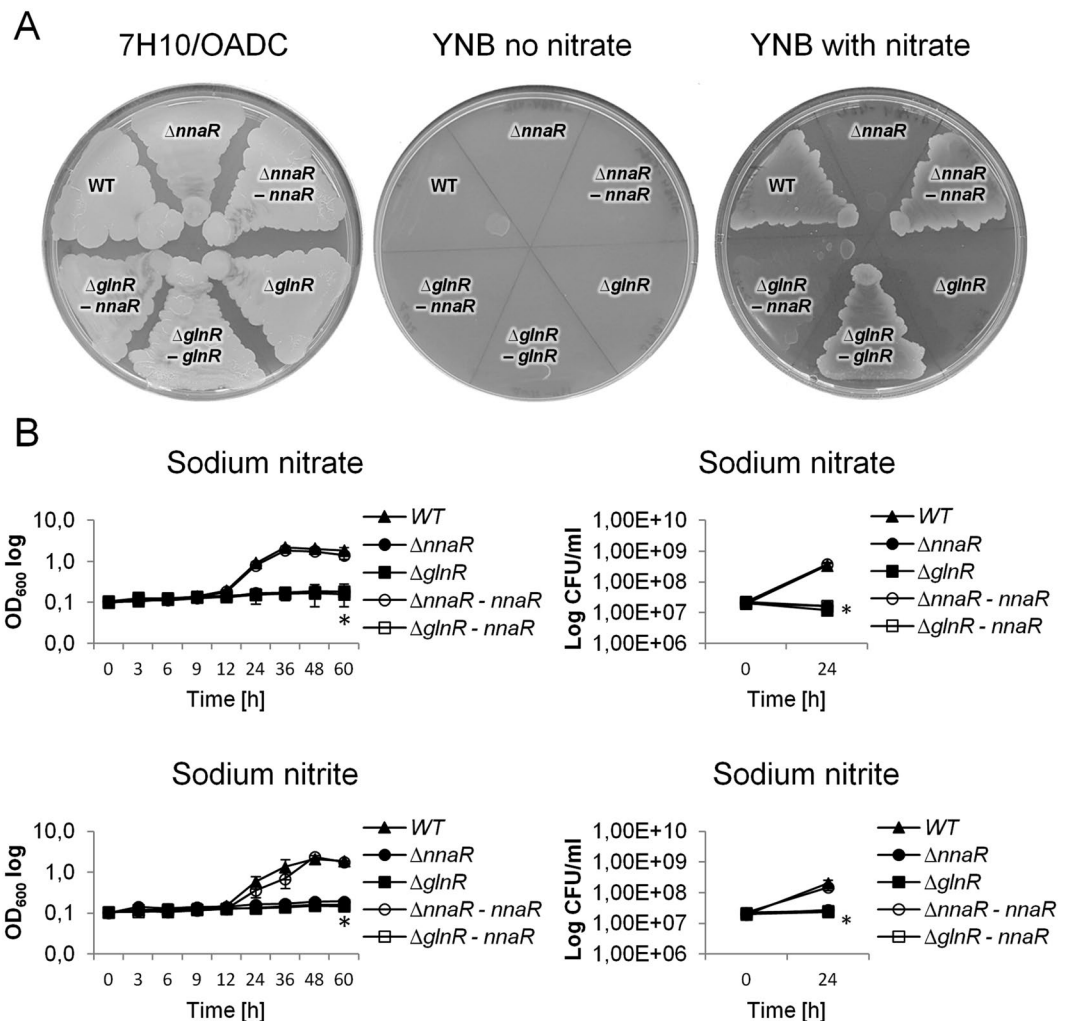 A
7H10/OADC
YNB no nitrate
YNB with nitrate
ΔnnaR
WT
ΔnnaR
– nnaR
ΔglnR
– nnaR
ΔglnR
ΔglnR
– glnR
ΔnnaR
WT
ΔnnaR
– nnaR
ΔglnR
– nnaR
ΔglnR
ΔglnR
– glnR
ΔnnaR
WT
ΔnnaR
– nnaR
ΔglnR
– nnaR
ΔglnR
ΔglnR
– glnR
B
Sodium nitrate
OD600 log
10,0
1,0
0,1
0,0
0 3 6 9 12 24 36 48 60
Time [h]
*
WT
ΔnnaR
ΔglnR
ΔnnaR - nnaR
ΔglnR - nnaR
Sodium nitrate
Log CFU/ml
1,00E+10
1,00E+09
1,00E+08
1,00E+07
1,00E+06
0 24
Time [h]
*
WT
ΔnnaR
ΔglnR
ΔnnaR - nnaR
ΔglnR - nnaR
Sodium nitrite
OD600 log
10,0
1,0
0,1
0,0
0 3 6 9 12 24 36 48 60
Time [h]
*
WT
ΔnnaR
ΔglnR
ΔnnaR - nnaR
ΔglnR - nnaR
Sodium nitrite
Log CFU/ml
1,00E+10
1,00E+09
1,00E+08
1,00E+07
1,00E+06
0 24
Time [h]
*
WT
ΔnnaR
ΔglnR
ΔnnaR - nnaR
ΔglnR - nnaR